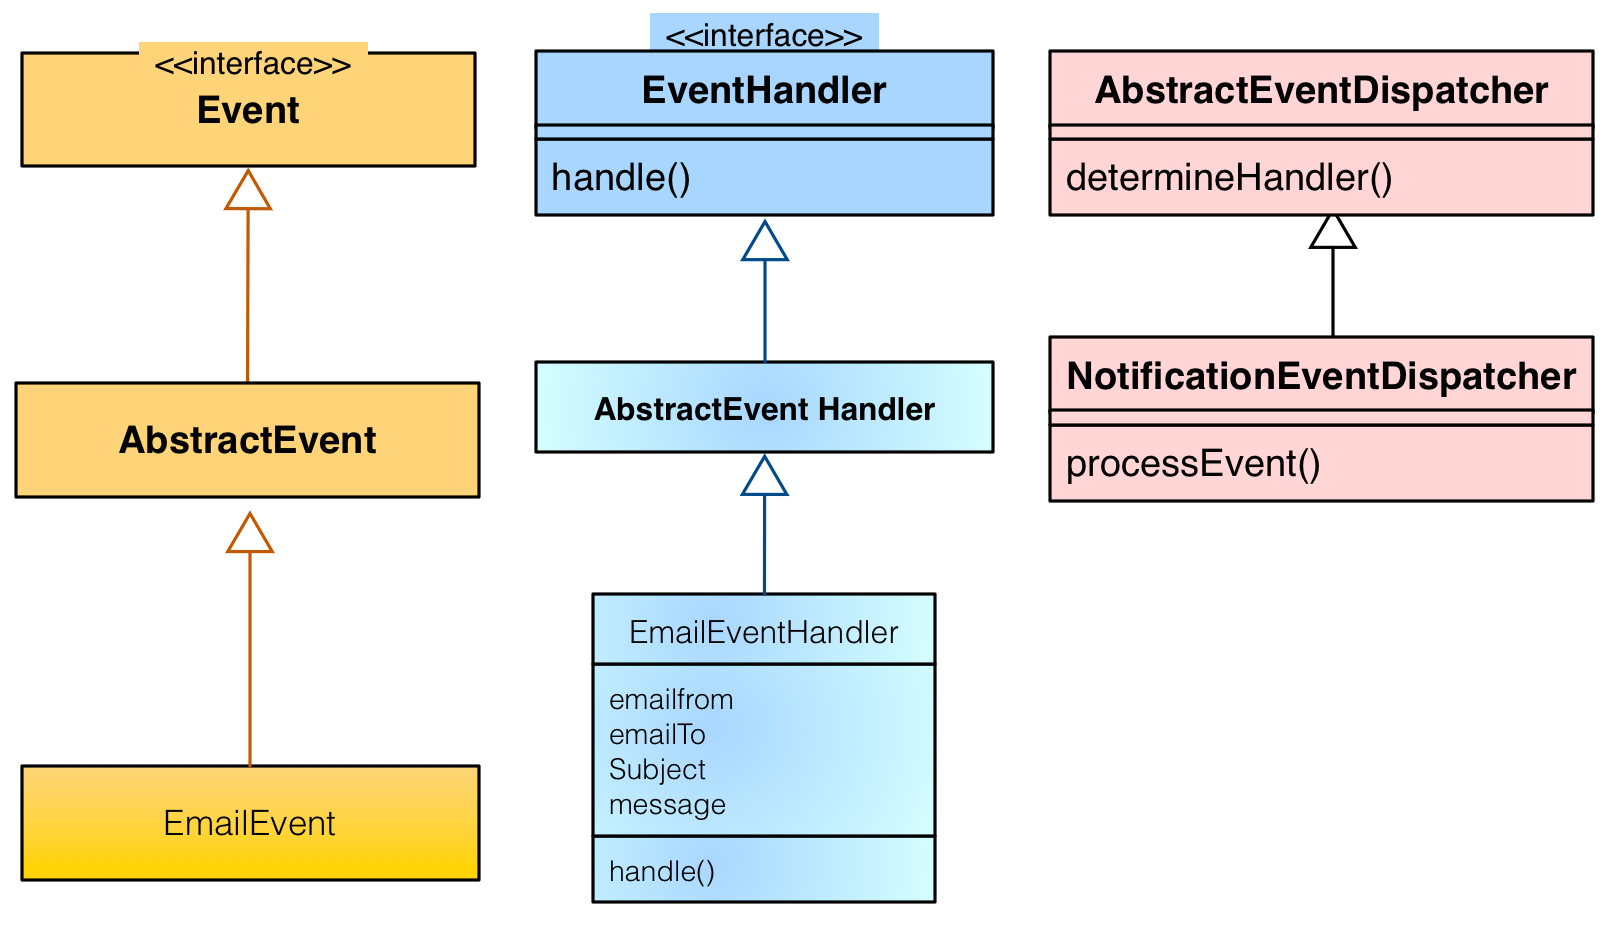 <<interface>>
Event
AbstractEvent
EmailEvent
<<interface>>
EventHandler
handle()
AbstractEvent Handler
EmailEventHandler
emailfrom
emailTo
Subject
message
handle()
AbstractEventDispatcher
determineHandler()
NotificationEventDispatcher
processEvent()